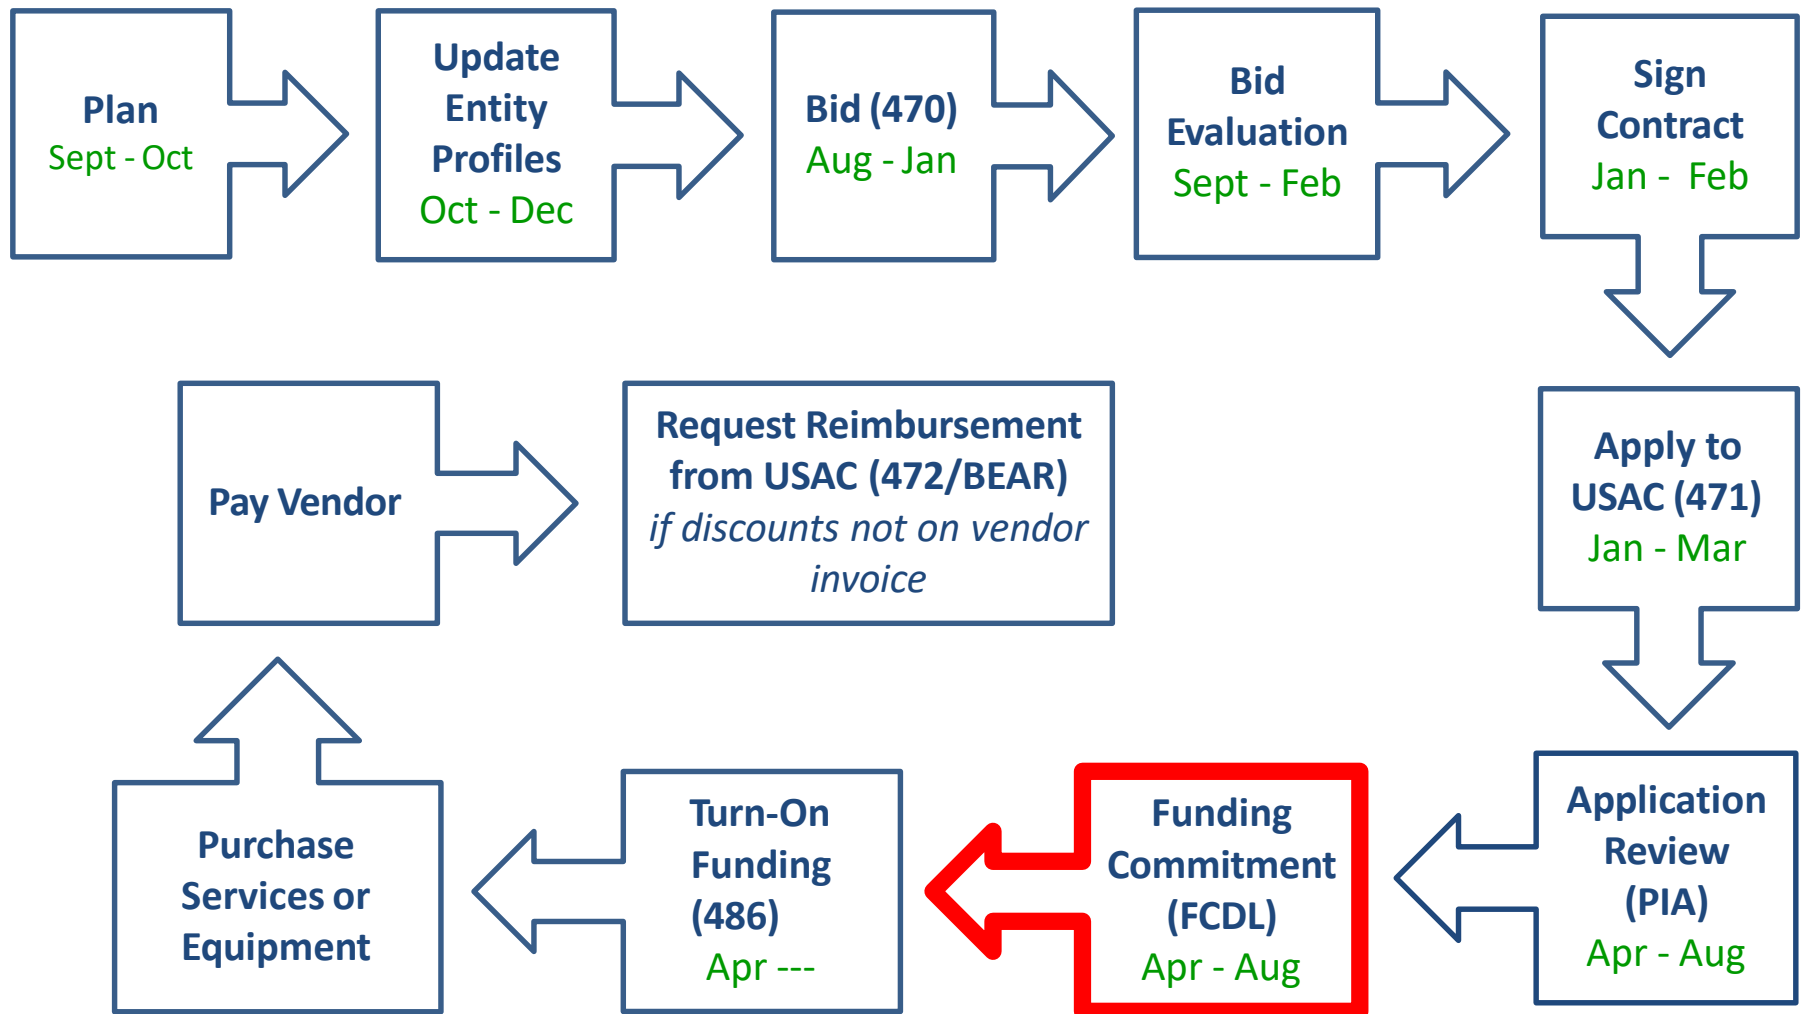 Plan
Sept - Oct
Update
Entity
Profiles
Oct - Dec
Bid (470)
Aug - Jan
Bid
Evaluation
Sept - Feb
Sign
Contract
Jan - Feb
Apply to
USAC (471)
Jan - Mar
Application
Review
(PIA)
Apr - Aug
Funding
Commitment
(FCDL)
Apr - Aug
Turn-On
Funding
(486)
Apr ---
Purchase
Services or
Equipment
Pay Vendor
Request Reimbursement
from USAC (472/BEAR)
if discounts not on vendor
invoice